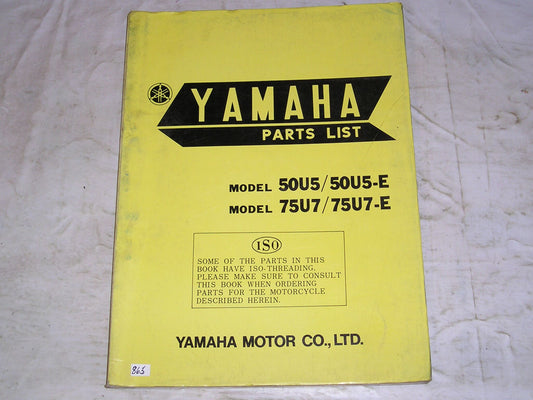 YAMAHA
PARTS LIST
MODEL 50U5/50U5-E
MODEL 75U7/75U7-E
ISO
SOME OF THE PARTS IN THIS
BOOK HAVE ISO-THREADING.
PLEASE MAKE SURE TO CONSULT
THIS BOOK WHEN ORDERING
PARTS FOR THE MOTORCYCLE
DESCRIBED HEREIN.
YAMAHA MOTOR CO., LTD.
865